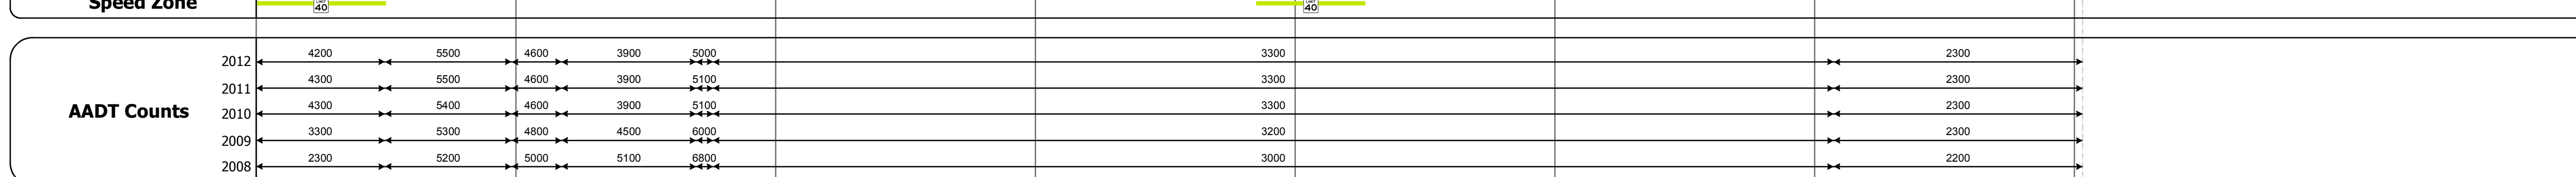 Speed Zone
LIMIT 40 LIMIT 40
4200 5500 4600 3900 5000 3300 2300
2012
4300 5500 4600 3900 5100 3300 2300
2011
4300 5400 4600 3900 5100 3300 2300
AADT Counts 2010
3300 5300 4800 4500 6000 3200 2300
2009
2300 5200 5000 5100 6800 3000 2200
2008